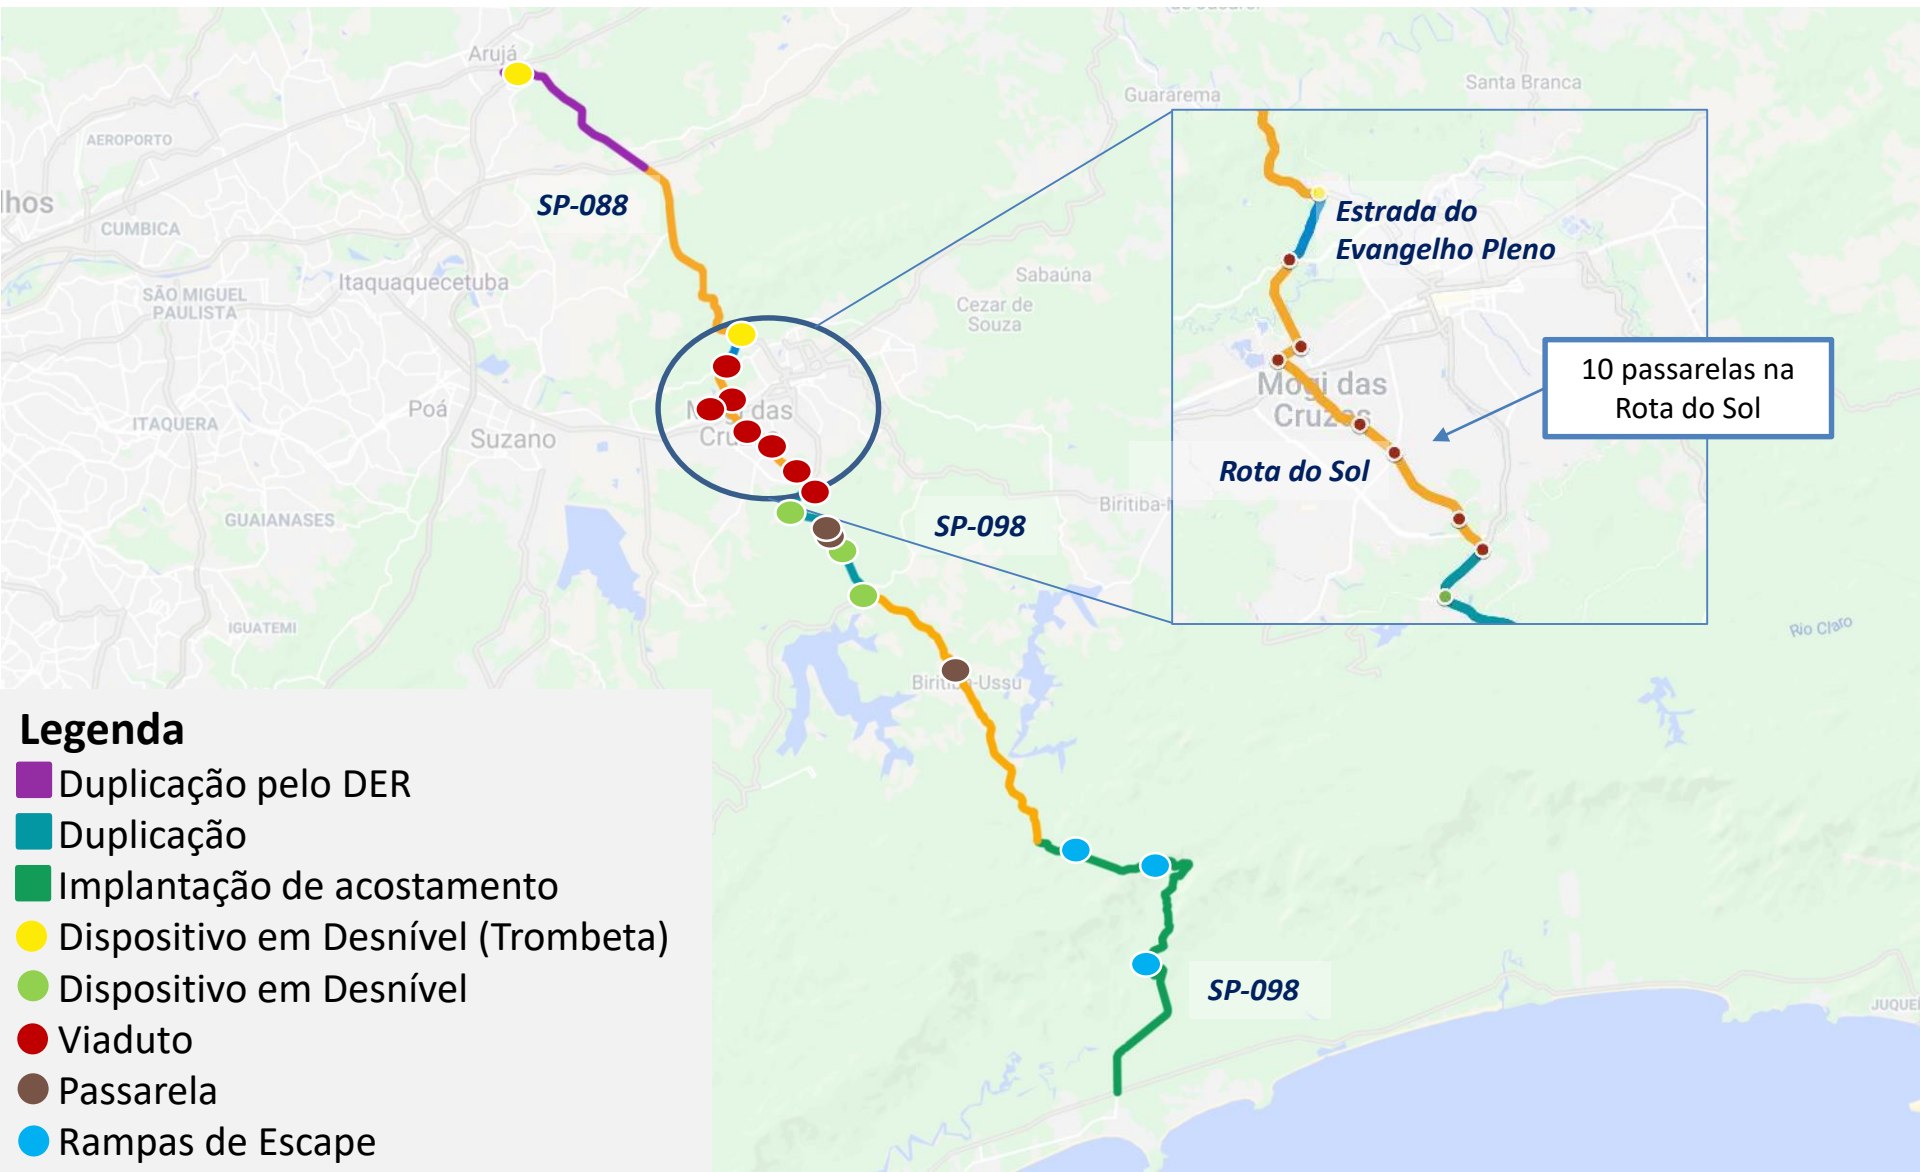 Arujá
Santa Branca
Guararema
AEROPORTO
lhos
SP-088
CUMBICA
Estrada do
Evangelho Pleno
Sabaúna
Itaquaquecetuba
SÃO MIGUEL
PAULISTA
Cezar de
Souza
10 passarelas na
Rota do Sol
Mogi das
Cruzes
Poá
das
ITAQUERA
Suzano
Rota do Sol
Biritiba-
GUAIANASES
SP-098
IGUATEMI
Rio Claro
Biritiba-Ussu
Legenda
Duplicação pelo DER
Duplicação
Implantação de acostamento
Dispositivo em Desnível (Trombeta)
Dispositivo em Desnível
Viaduto
Passarela
Rampas de Escape
SP-098
JUQUEÍ